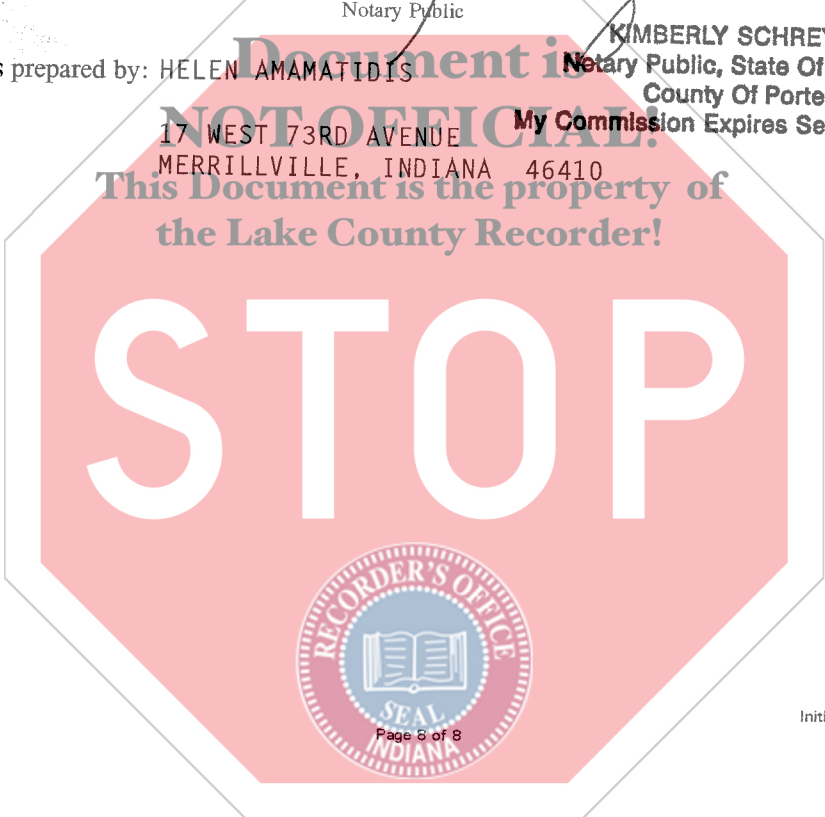 Notary Public
KIMBERLY SCHREY
s prepared by: HELEN AMAMATIDIS
Notary Public, State Of
County Of Porte
17 WEST 73RD AVENUE
My Commission Expires Se
MERRILLVILLE, INDIANA 46410
Document is
NOT OFFICIAL!
This Document is the property of
the Lake County Recorder!
STOP
RECORDER'S OFFICE
SEAL
INDIANA
Page 8 of 8
Initi